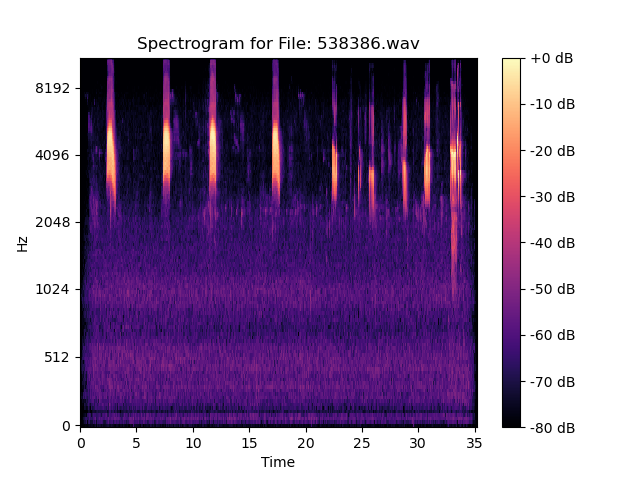 Spectrogram for File: 538386.wav
Hz
8192
4096
2048
1024
512
0
0 5 10 15 20 25 30 35
Time
+0 dB
-10 dB
-20 dB
-30 dB
-40 dB
-50 dB
-60 dB
-70 dB
-80 dB